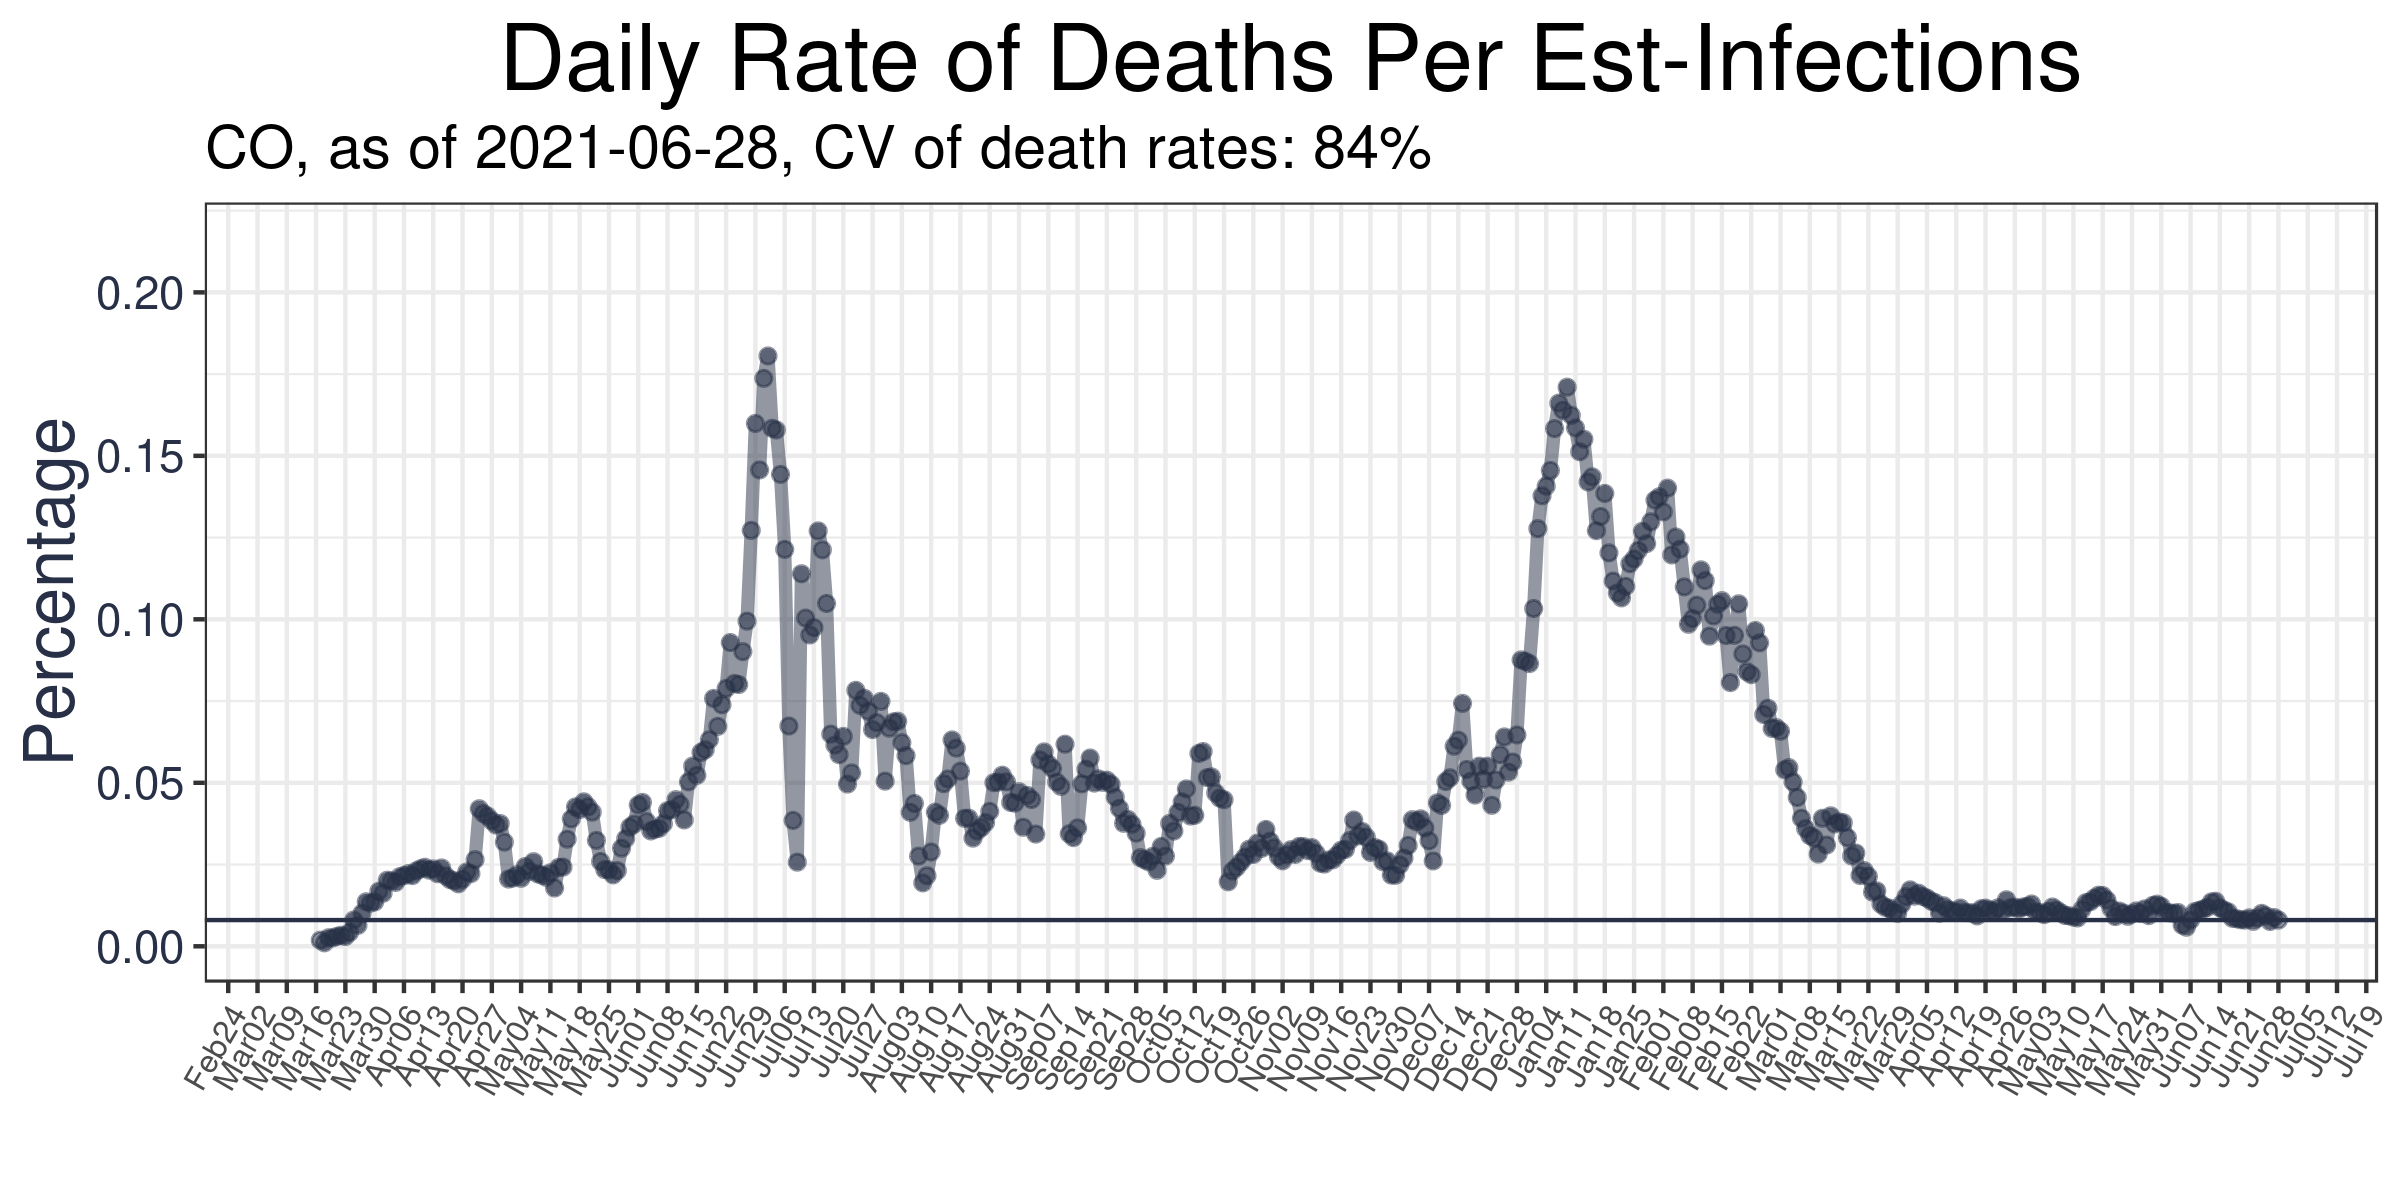 Daily Rate of Deaths Per Est-Infections
CO, as of 2021-06-28, CV of death rates: 84%
Percentage
0.20
0.15
0.10
0.05
0.00
Feb24
Mar02
Mar09
Mar16
Mar23
Mar30
Apr06
Apr13
Apr20
Apr27
May04
May11
May18
May25
Jun01
Jun08
Jun15
Jun22
Jun29
Jul06
Jul13
Jul20
Jul27
Aug03
Aug10
Aug17
Aug24
Aug31
Sep07
Sep14
Sep21
Sep28
Oct05
Oct12
Oct19
Oct26
Nov02
Nov09
Nov16
Nov23
Nov30
Dec07
Dec14
Dec21
Dec28
Jan04
Jan11
Jan18
Jan25
Feb01
Feb08
Feb15
Feb22
Mar01
Mar08
Mar15
Mar22
Mar29
Apr05
Apr12
Apr19
Apr26
May03
May10
May17
May24
May31
Jun07
Jun14
Jun21
Jun28
Jul05
Jul12
Jul19